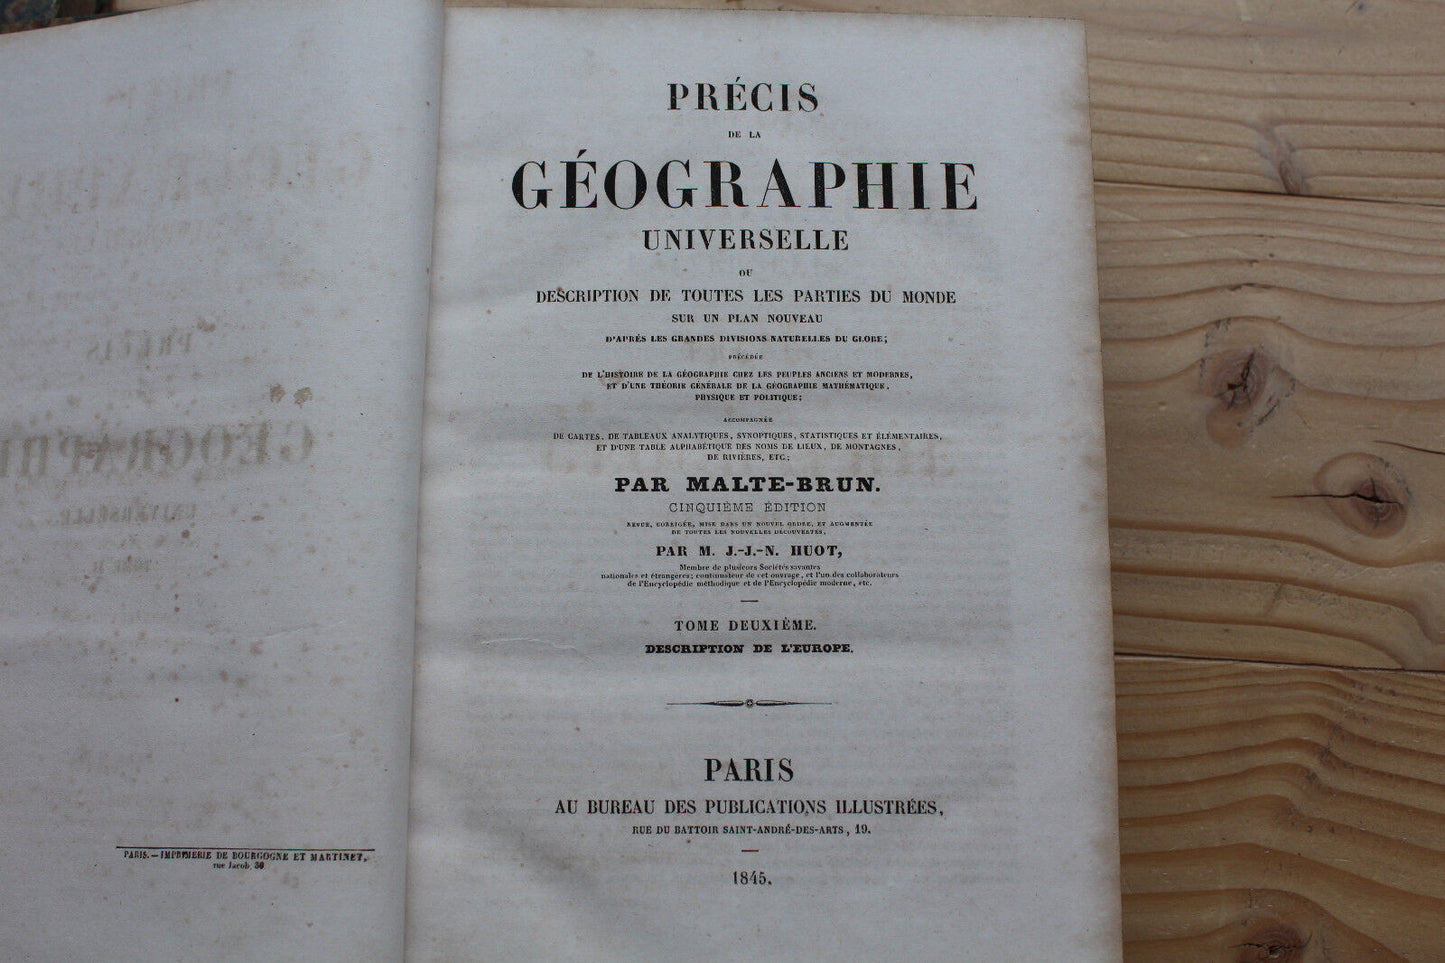 PARIS. — IMPRIMERIE DE BOURGOGNE ET MARTINET,
rue Jacob, 30
PRÉCIS
DE LA
GÉOGRAPHIE
UNIVERSELLE
OU
DESCRIPTION DE TOUTES LES PARTIES DU MONDE
SUR UN PLAN NOUVEAU
D'APRÉS LES GRANDES DIVISIONS NATURELLES DU GLOBE;
PRÉCÉDÉE
DE L'HISTOIRE DE LA GÉOGRAPHIE CHEZ LES PEUPLES ANCIENS ET MODERNES,
ET D'UNE THÉORIE GÉNÉRALE DE LA GÉOGRAPHIE MATHÉMATIQUE,
PHYSIQUE ET POLITIQUE;
ACCOMPAGNÉE
DE CARTES, DE TABLEAUX ANALYTIQUES, SYNOPTIQUES, STATISTIQUES ET ÉLÉMENTAIRES,
ET D'UNE TABLE ALPHABÉTIQUE DES NOMS DE LIEUX, DE MONTAGNES,
DE RIVIÈRES, ETC;
PAR MALTE-BRUN.
CINQUIÈME ÉDITION
REVUE, CORRIGÉE, MISE DANS UN NOUVEL ORDRE, ET AUGMENTÉE
DE TOUTES LES NOUVELLES DÉCOUVERTES,
PAR M. J.-J.-N. HUOT,
Membre de plusieurs Sociétés savantes
nationales et étrangères; continuateur de cet ouvrage, et l'un des collaborateurs
de l'Encyclopédie méthodique et de l'Encyclopédie moderne, etc.
TOME DEUXIÈME.
DESCRIPTION DE L'EUROPE.
PARIS
AU BUREAU DES PUBLICATIONS ILLUSTRÉES,
RUE DU BATTOIR SAINT-ANDRÉ-DES-ARTS, 19.
1845.